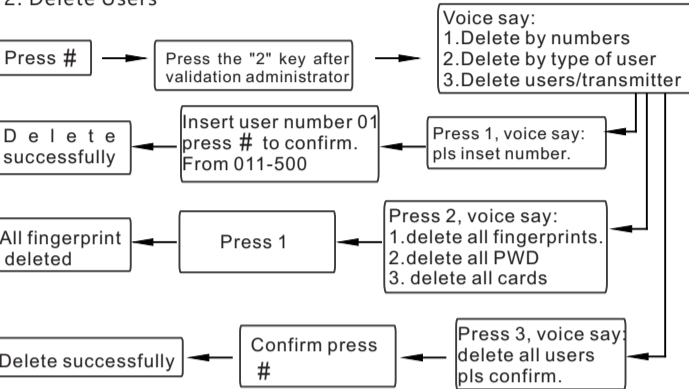 2. Delete Users
Press #
Press the "2" key after
validation administrator
Voice say:
1.Delete by numbers
2.Delete by type of user
3.Delete users/transmitter
Press 1, voice say:
pls inset number.
Insert user number 01
press # to confirm.
From 011-500
D e l e t e
successfully
Press 2, voice say:
1.delete all fingerprints.
2.delete all PWD
3. delete all cards
Press 1
All fingerprint
deleted
Press 3, voice say:
delete all users
pls confirm.
Confirm press
#
Delete successfully